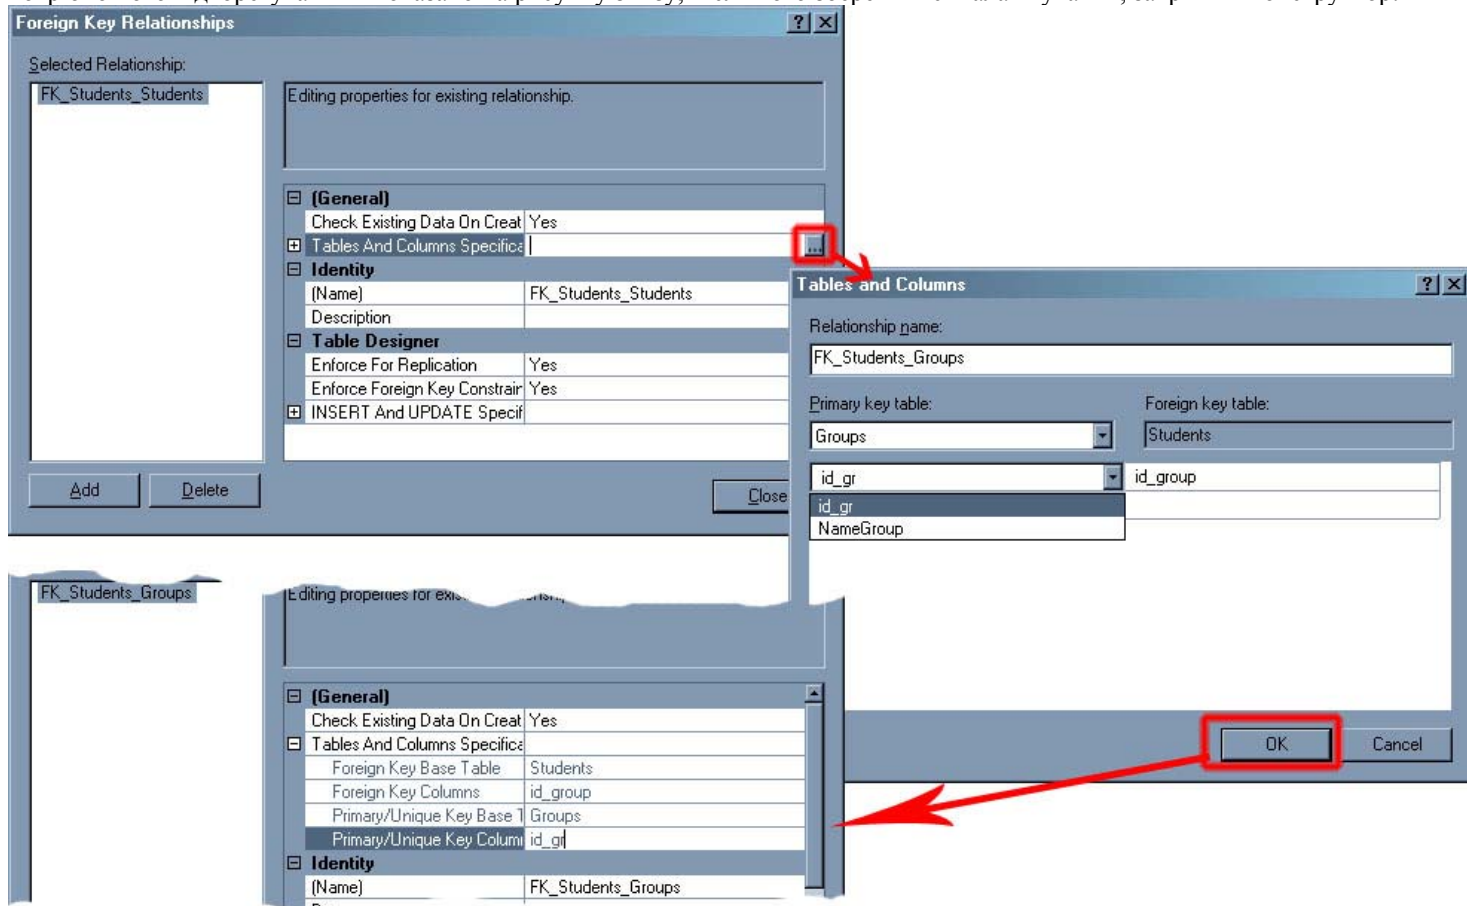 Foreign Key Relationships
Selected Relationship:
FK_Students_Students
Editing properties for existing relationship.
(General)
Check Existing Data On Creat Yes
Tables And Columns Specifica
Identity
(Name) FK_Students_Students
Description
Table Designer
Enforce For Replication Yes
Enforce Foreign Key Constrair Yes
INSERT And UPDATE Specif
Add Delete
Close
Tables and Columns
Relationship name:
FK_Students_Groups
Primary key table: Foreign key table:
Groups Students
id_gr id_group
id_gr
NameGroup
OK Cancel
FK_Students_Groups
Editing properties for
(General)
Check Existing Data On Creat Yes
Tables And Columns Specifica
Foreign Key Base Table Students
Foreign Key Columns id_group
Primary/Unique Key Base T Groups
Primary/Unique Key Colum id_gr
Identity
(Name) FK_Students_Groups